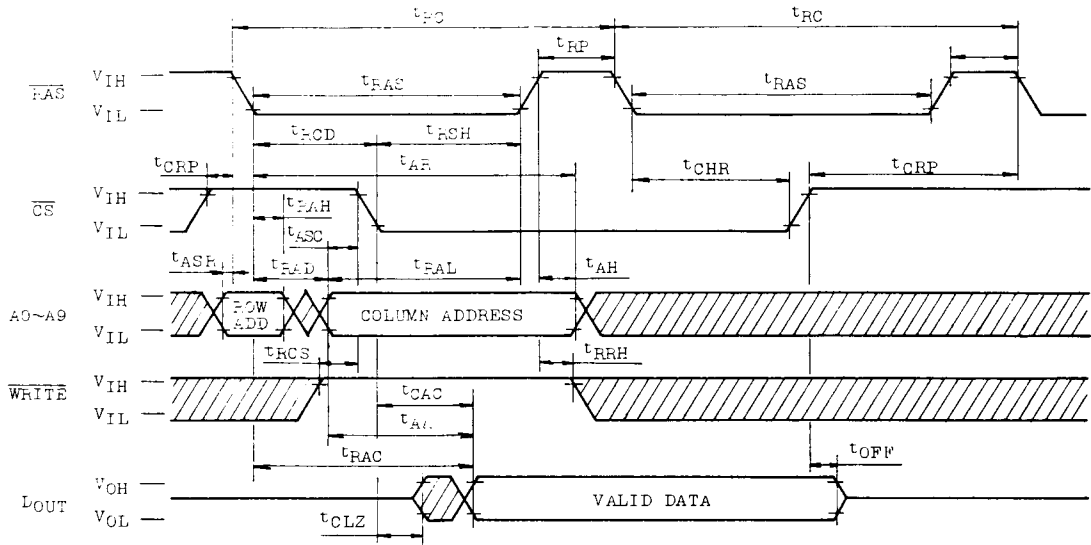 tRC tRC
tRP
RAS VIH
VIL
tRAS tRAS
tRCD tRSH
tCRP tAR tCHR tCRP
CS VIH
VIL
tRAH
tASC
tASR tRAD tRAL tAH
A0~A9 VIH
VIL
ROW ADD COLUMN ADDRESS
tRCS tRRH
WRITE VIH
VIL
tCAC
tAA
tRAC tOFF
DOUT VOH
VOL
VALID DATA
tCLZ